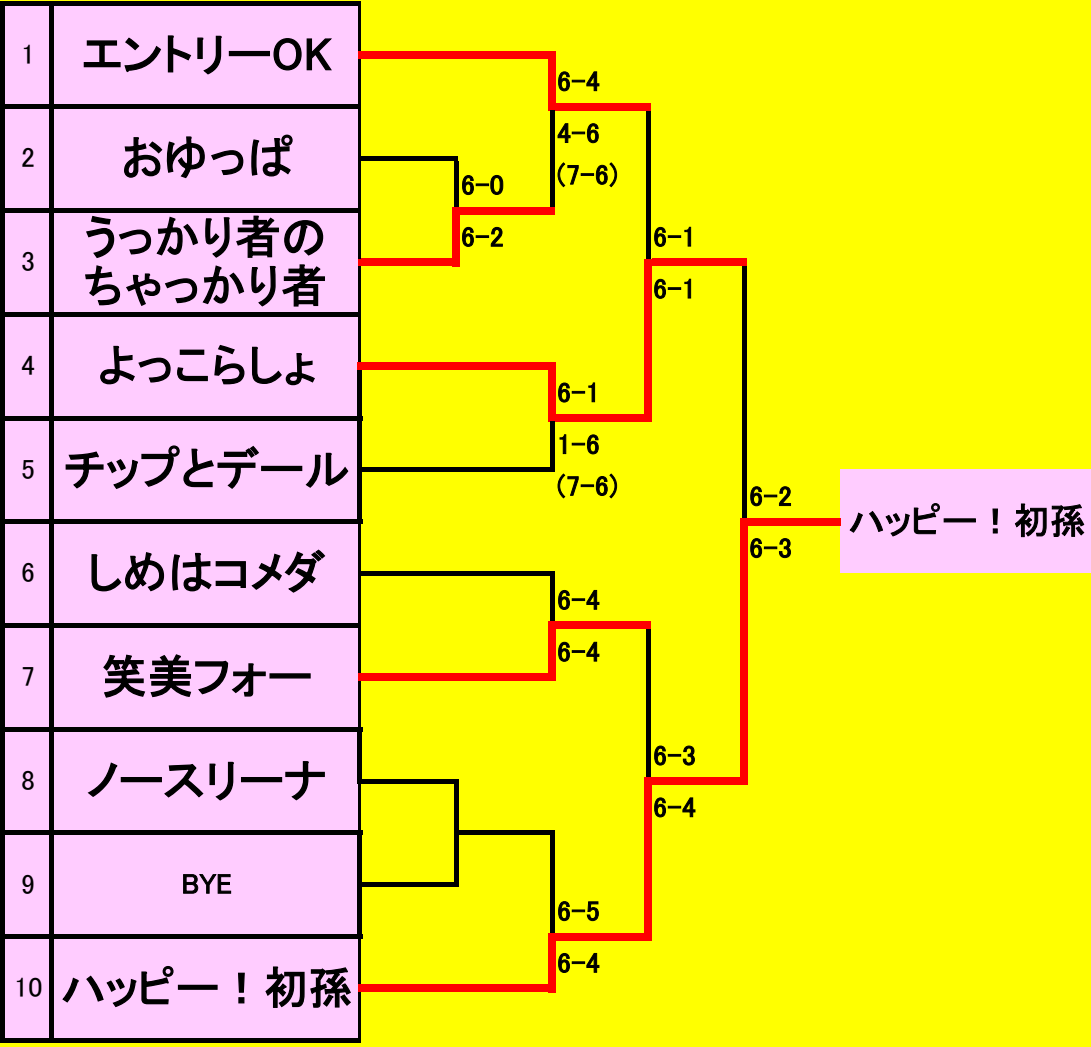 1 エントリーOK
2 おゆっぱ
3 うっかり者の
ちゃっかり者
4 よっこらしょ
5 チップとデール
6 しめはコメダ
7 笑美フォー
8 ノースリーナ
9 BYE
10 ハッピー！初孫
6-0
6-2
6-4
4-6
(7-6)
6-1
1-6
(7-6)
6-4
6-4
6-5
6-4
6-1
6-1
6-3
6-4
6-2
6-3
ハッピー！初孫